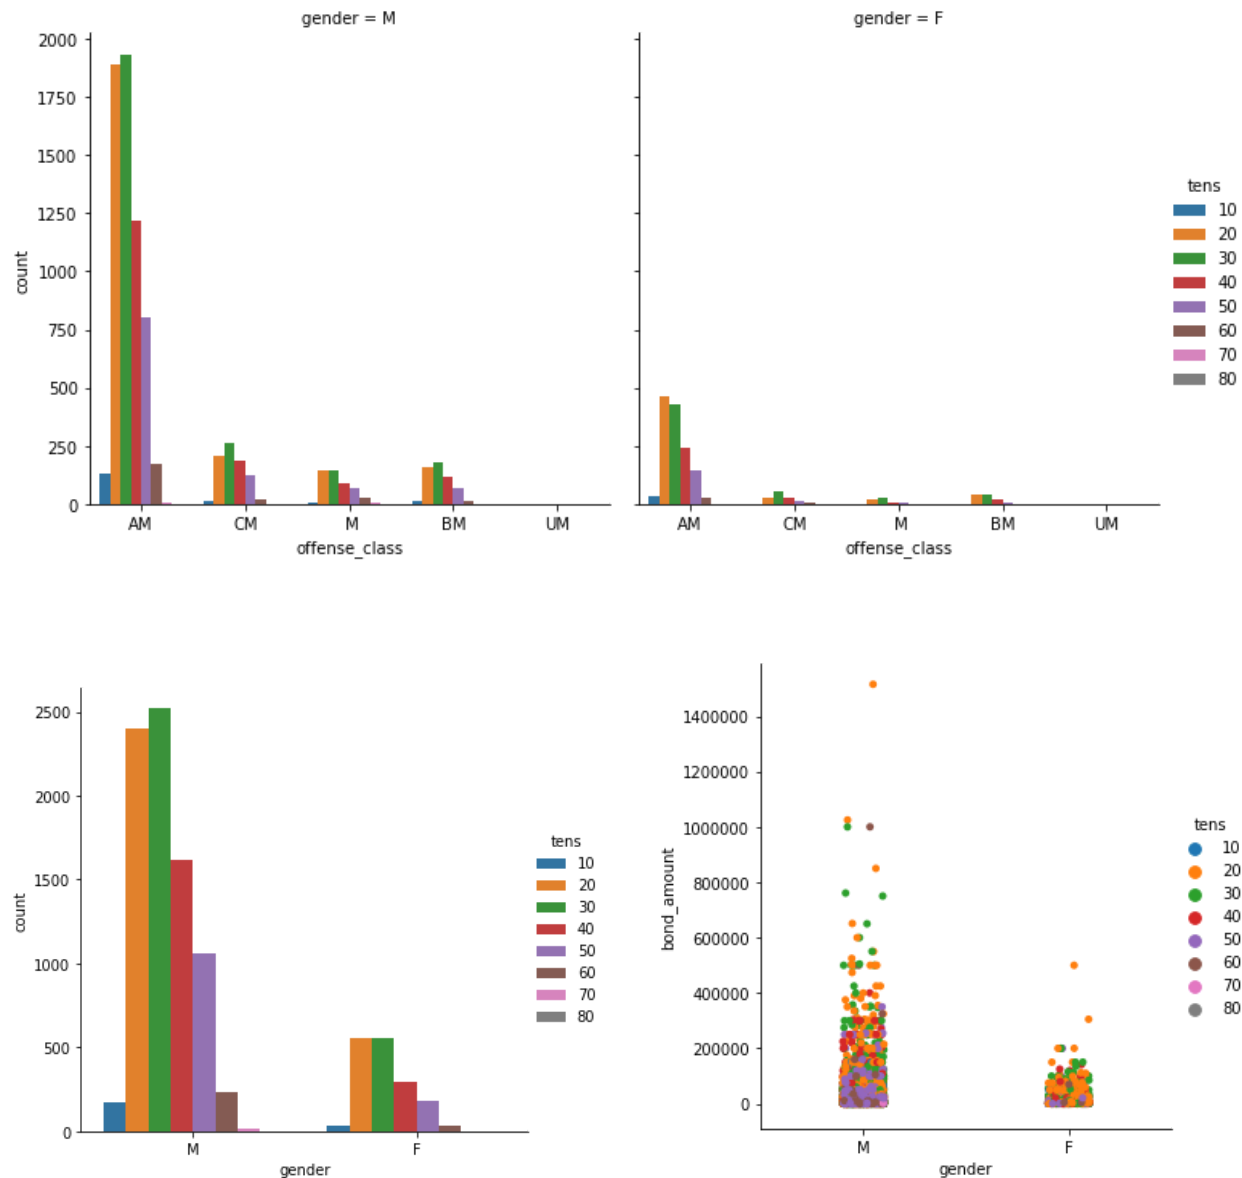 gender = M
gender = F
2000
1750
1500
1250
1000
750
500
250
0
count
AM CM M BM UM
offense_class
AM CM M BM UM
offense_class
tens
10
20
30
40
50
60
70
80
2500
2000
1500
1000
500
0
count
M F
gender
tens
10
20
30
40
50
60
70
80
1400000
1200000
1000000
800000
600000
400000
200000
0
bond_amount
M F
gender
tens
10
20
30
40
50
60
70
80